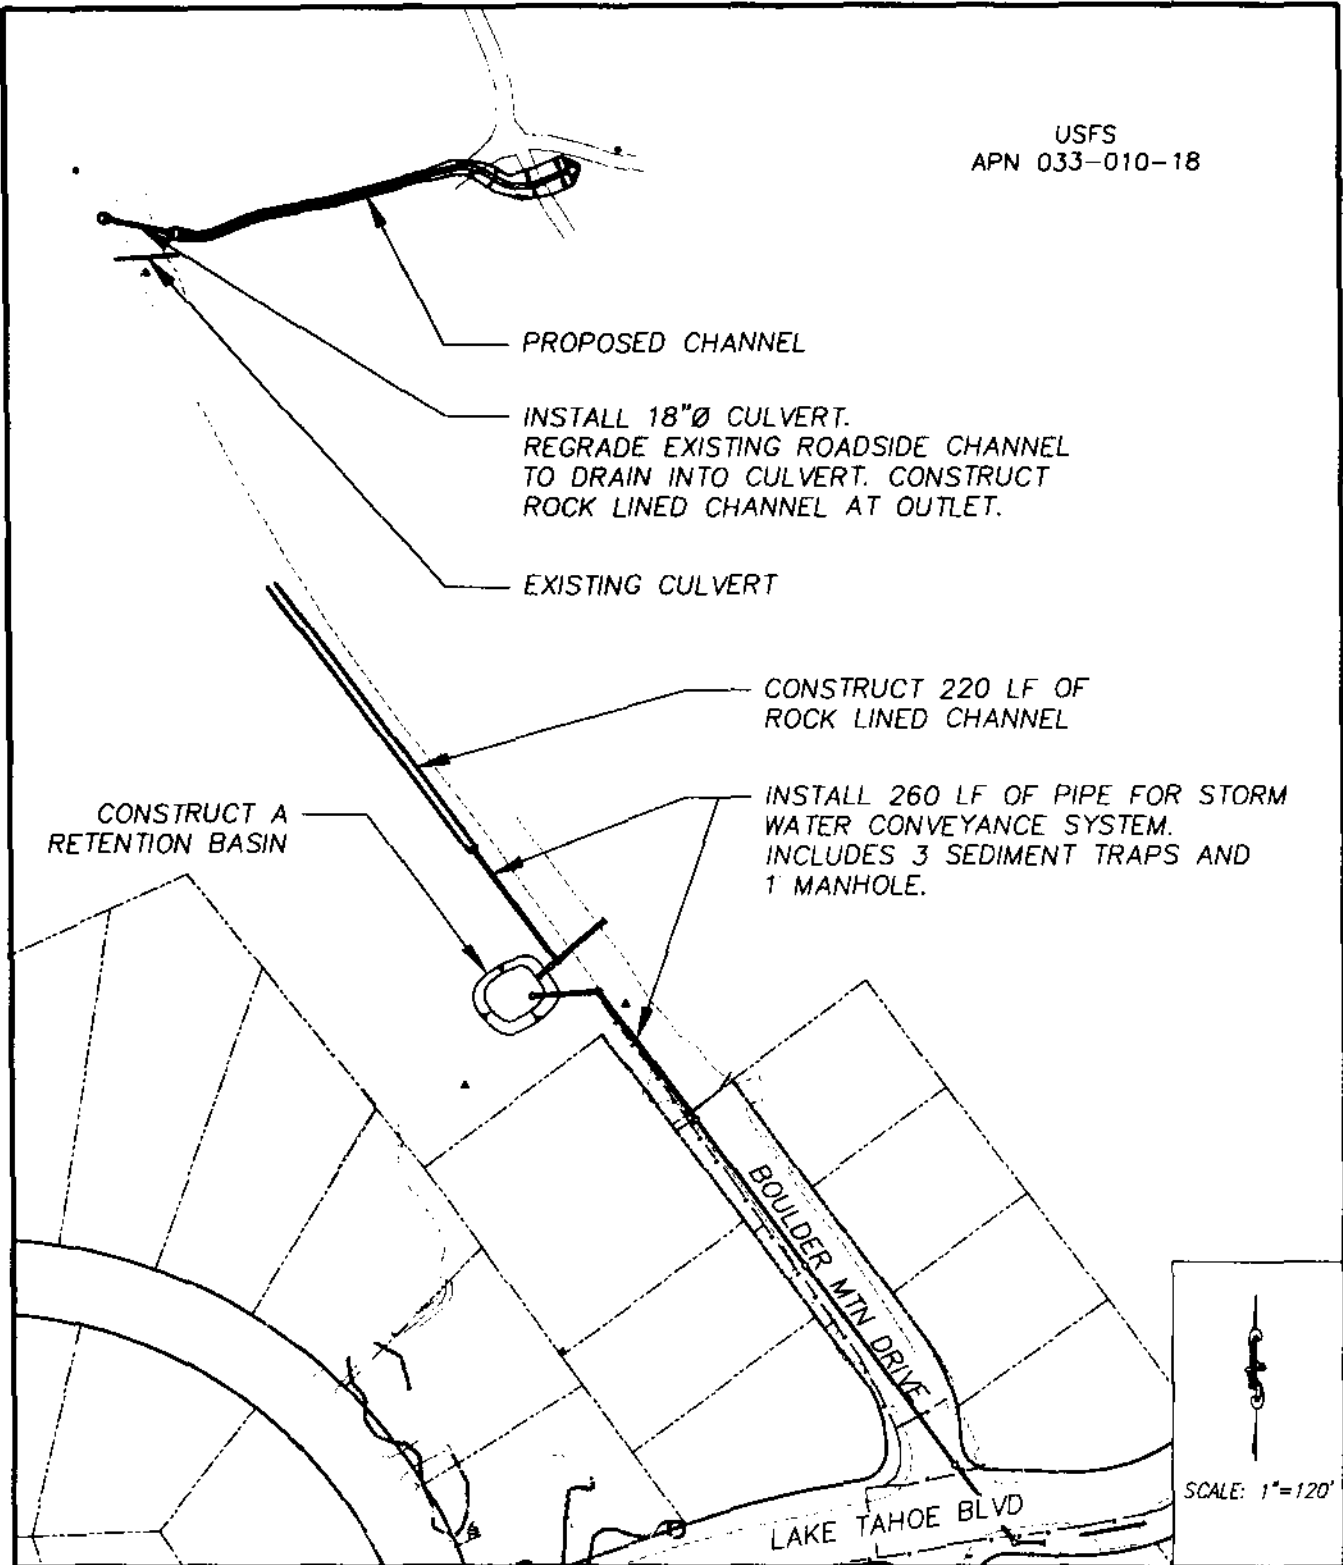 USFS
APN 033-010-18
PROPOSED CHANNEL
INSTALL 18"Ø CULVERT.
REGRADE EXISTING ROADSIDE CHANNEL
TO DRAIN INTO CULVERT. CONSTRUCT
ROCK LINED CHANNEL AT OUTLET.
EXISTING CULVERT
CONSTRUCT 220 LF OF
ROCK LINED CHANNEL
INSTALL 260 LF OF PIPE FOR STORM
WATER CONVEYANCE SYSTEM.
INCLUDES 3 SEDIMENT TRAPS AND
1 MANHOLE.
CONSTRUCT A
RETENTION BASIN
BOULDER MTN DRIVE
LAKE TAHOE BLVD
SCALE: 1"=120'